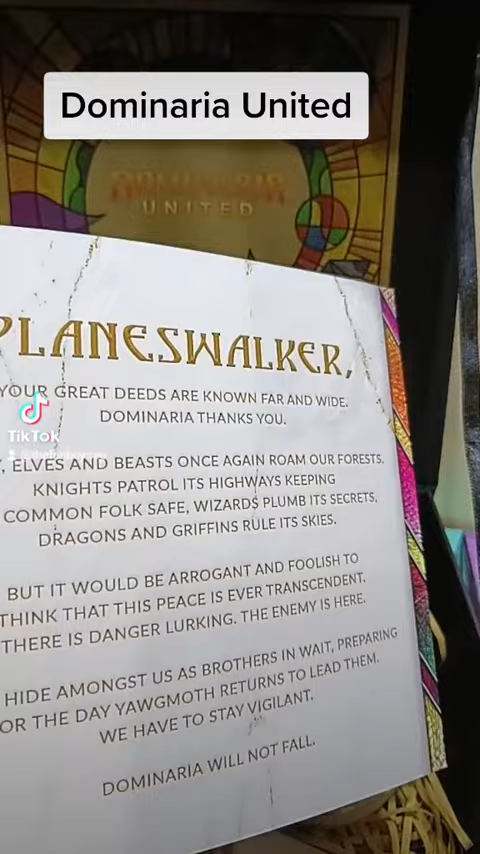 Dominaria United
DOMINARIA
UNITED
PLANESWALKER,
YOUR GREAT DEEDS ARE KNOWN FAR AND WIDE.
DOMINARIA THANKS YOU.
, ELVES AND BEASTS ONCE AGAIN ROAM OUR FORESTS.
KNIGHTS PATROL ITS HIGHWAYS KEEPING
COMMON FOLK SAFE, WIZARDS PLUMB ITS SECRETS,
DRAGONS AND GRIFFINS RULE ITS SKIES.
BUT IT WOULD BE ARROGANT AND FOOLISH TO
THINK THAT THIS PEACE IS EVER TRANSCENDENT.
THERE IS DANGER LURKING. THE ENEMY IS HERE.
HIDE AMONGST US AS BROTHERS IN WAIT, PREPARING
OR THE DAY YAWGMOTH RETURNS TO LEAD THEM.
WE HAVE TO STAY VIGILANT.
DOMINARIA WILL NOT FALL.
TikTok